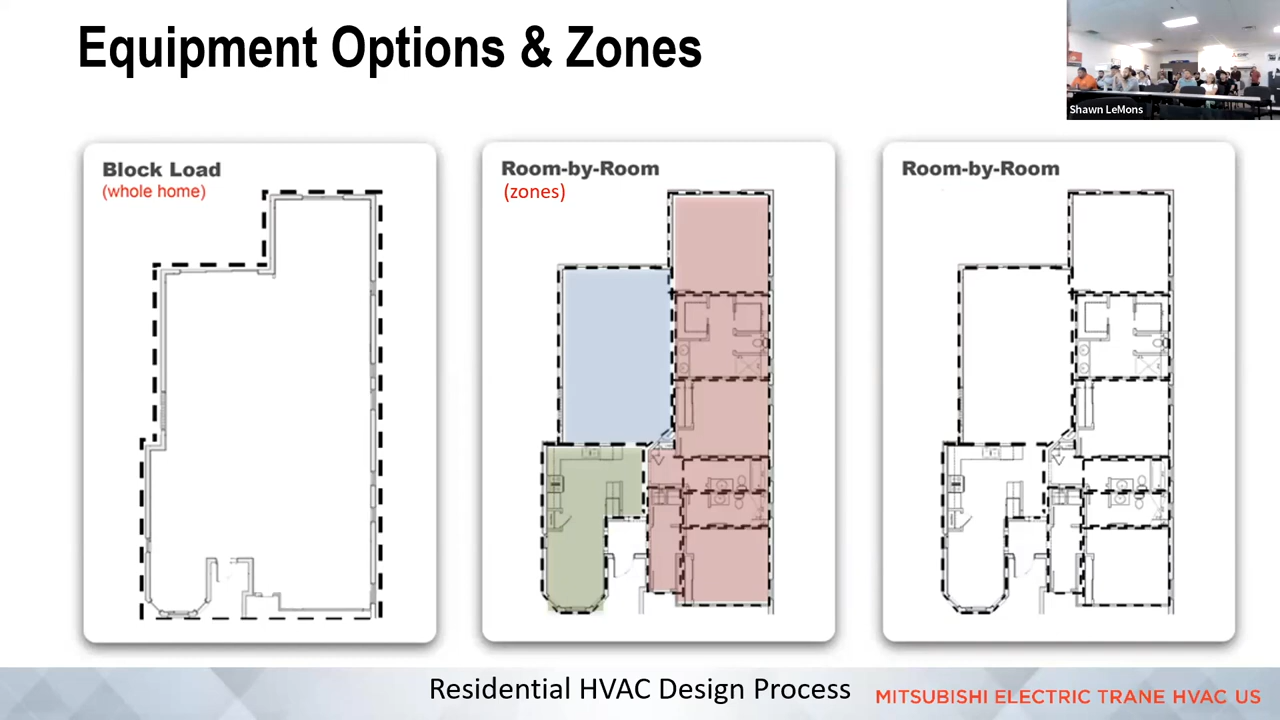 Equipment Options & Zones
Shawn LeMons
Block Load
(whole home)
Room-by-Room
(zones)
Room-by-Room
Residential HVAC Design Process
MITSUBISHI ELECTRIC TRANE HVAC US